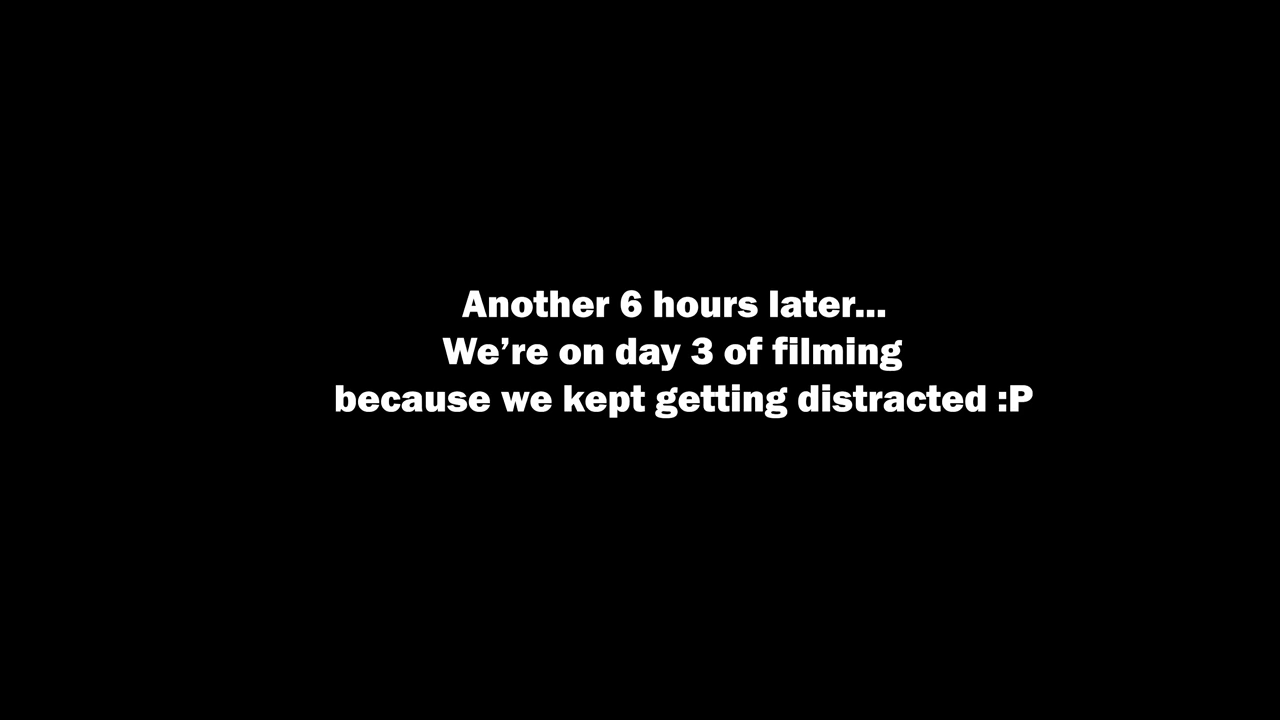 Another 6 hours later...
We’re on day 3 of filming
because we kept getting distracted :P